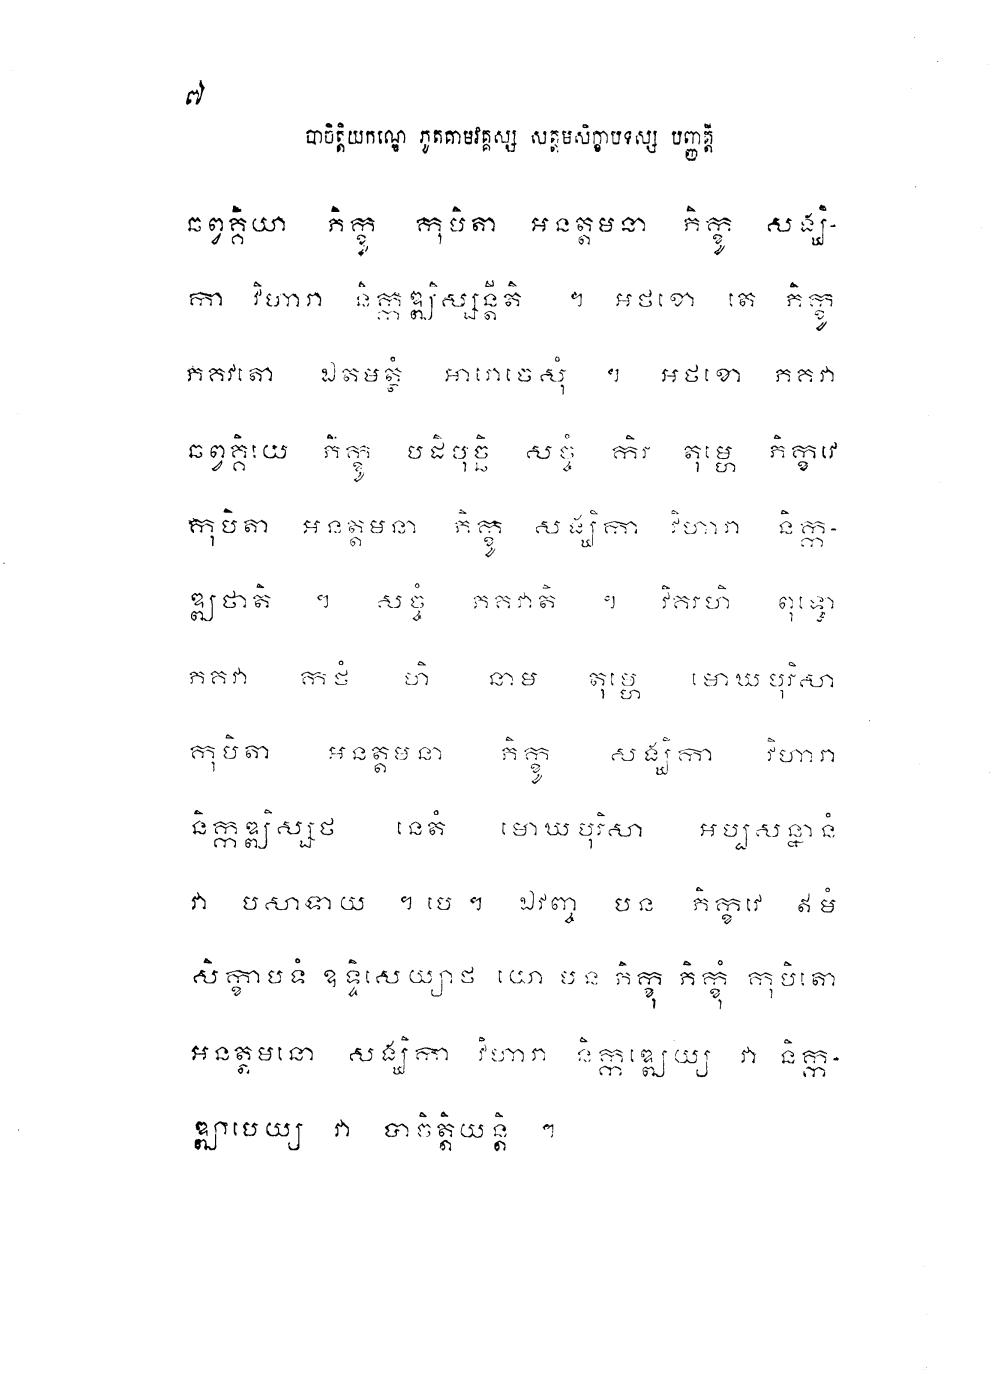 ៧
បាចិត្តិយកណ្ឌេ ភូតគាមវគ្គស្ស សត្តមសិក្ខាបទស្ស បញ្ញត្តិ
ឆព្វគ្គិយា ភិក្ខូ កុបិតា អនត្តមនា ភិក្ខូ សង្ឃិ-
កា វិហារា និក្កឌ្ឍិស្សន្តីតិ ។ អថខោ តេ ភិក្ខូ
ភគវតោ ឯតមត្ថំ អារោចេសុំ ។ អថខោ ភគវា
ឆព្វគ្គិយេ ភិក្ខូ បដិបុច្ឆិ សច្ចំ កិរ តុម្ហេ ភិក្ខវេ
កុបិតា អនត្តមនា ភិក្ខូ សង្ឃិកា វិហារា និក្ក-
ឌ្ឍថាតិ ។ សច្ចំ ភគវាតិ ។ វិគរហិ ពុទ្ធោ
ភគវា កថំ ហិ នាម តុម្ហេ មោឃបុរិសា
កុបិតា អនត្តមនា ភិក្ខូ សង្ឃិកា វិហារា
និក្កឌ្ឍិស្សថ នេតំ មោឃបុរិសា អប្បសន្នានំ
វា បសាទាយ ។ បេ ។ ឯវញ្ច បន ភិក្ខវេ ឥមំ
សិក្ខាបទំ ឧទ្ទិសេយ្យាថ យោ បន ភិក្ខុ ភិក្ខុំ កុបិតោ
អនត្តមនោ សង្ឃិកា វិហារា និក្កឌ្ឍេយ្យ វា និក្ក-
ឌ្ឍាបេយ្យ វា បាចិត្តិយន្តិ ។